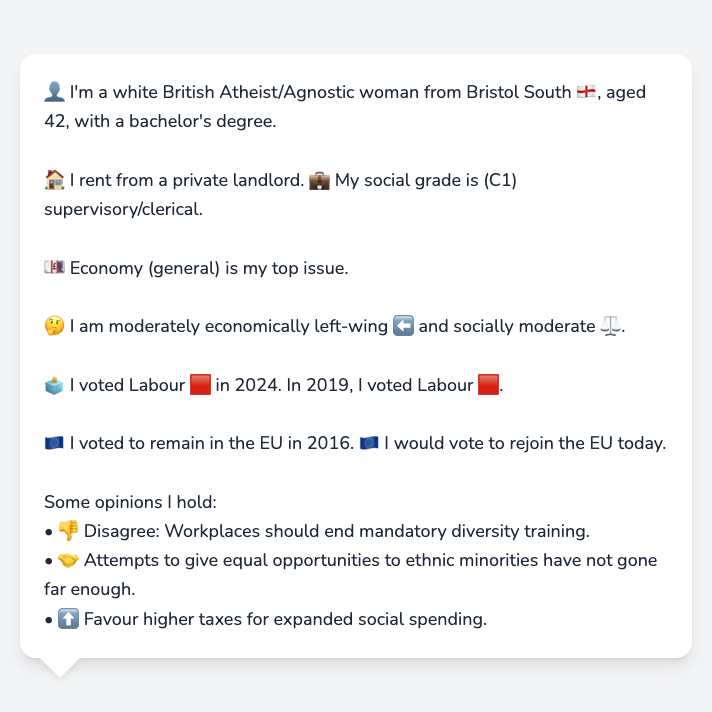 👤 I'm a white British Atheist/Agnostic woman from Bristol South 🏴󠁧󠁢󠁥󠁮󠁧󠁿, aged
42, with a bachelor's degree.
🏠 I rent from a private landlord. 💼 My social grade is (C1)
supervisory/clerical.
💷 Economy (general) is my top issue.
🤔 I am moderately economically left-wing ⬅️ and socially moderate ⚖️.
🗳️ I voted Labour 🟥 in 2024. In 2019, I voted Labour 🟥.
🇪🇺 I voted to remain in the EU in 2016. 🇪🇺 I would vote to rejoin the EU today.
Some opinions I hold:
• 👎 Disagree: Workplaces should end mandatory diversity training.
• 🤝 Attempts to give equal opportunities to ethnic minorities have not gone
far enough.
• ⬆️ Favour higher taxes for expanded social spending.